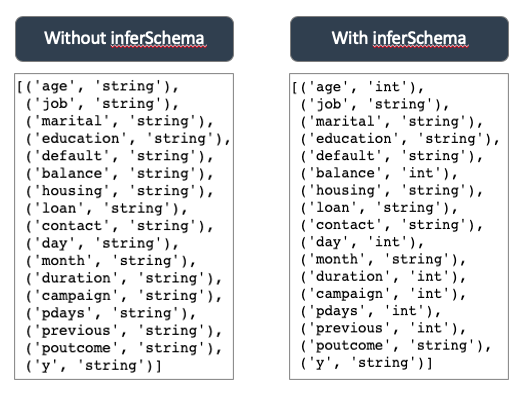 Without inferSchema
[('age', 'string'),
('job', 'string'),
('marital', 'string'),
('education', 'string'),
('default', 'string'),
('balance', 'string'),
('housing', 'string'),
('loan', 'string'),
('contact', 'string'),
('day', 'string'),
('month', 'string'),
('duration', 'string'),
('campaign', 'string'),
('pdays', 'string'),
('previous', 'string'),
('poutcome', 'string'),
('y', 'string')]
With inferSchema
[('age', 'int'),
('job', 'string'),
('marital', 'string'),
('education', 'string'),
('default', 'string'),
('balance', 'int'),
('housing', 'string'),
('loan', 'string'),
('contact', 'string'),
('day', 'int'),
('month', 'string'),
('duration', 'int'),
('campaign', 'int'),
('pdays', 'int'),
('previous', 'int'),
('poutcome', 'string'),
('y', 'string')]